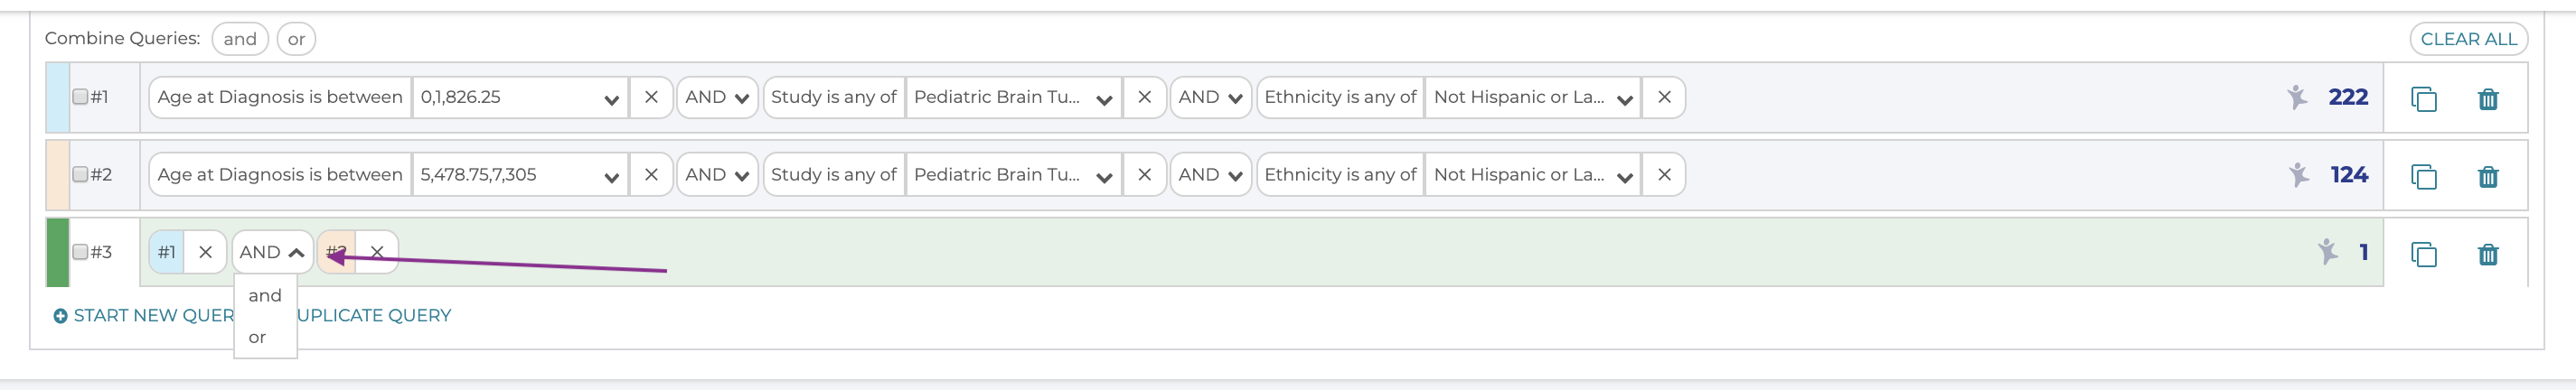 Combine Queries: and or CLEAR ALL
#1 Age at Diagnosis is between 0,1,826.25 AND Study is any of Pediatric Brain Tu... AND Ethnicity is any of Not Hispanic or La... 222
#2 Age at Diagnosis is between 5,478.75,7,305 AND Study is any of Pediatric Brain Tu... AND Ethnicity is any of Not Hispanic or La... 124
#3 #1 AND #2 1
and
START NEW QUER UPLICATE QUERY
or